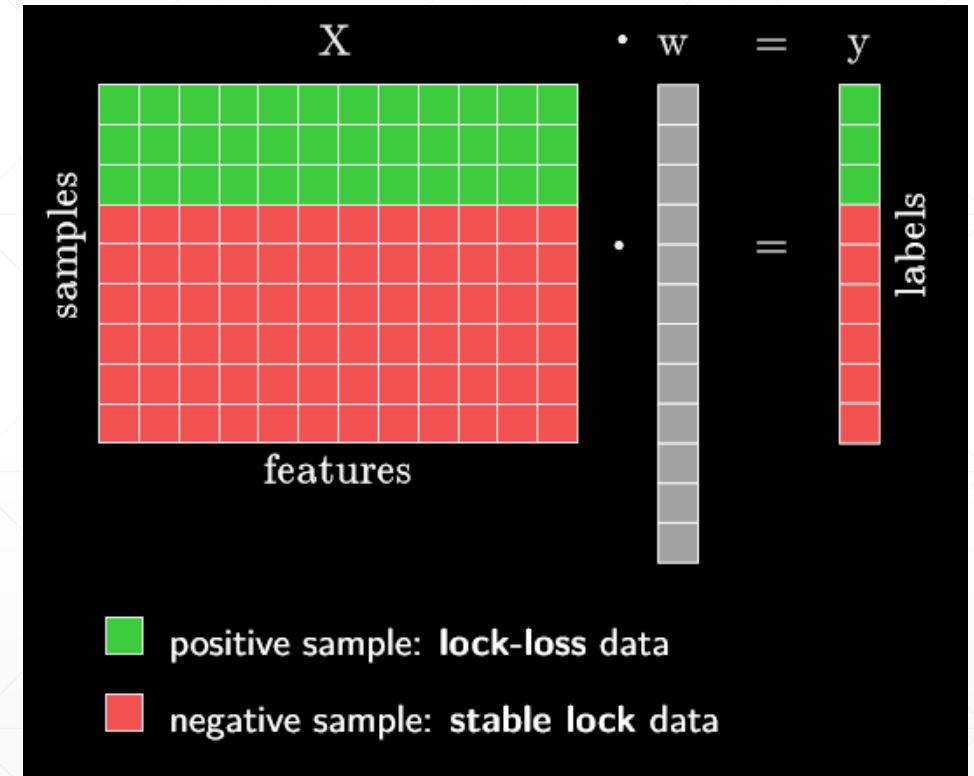 X · w = y
samples
· =
labels
features
positive sample: lock-loss data
negative sample: stable lock data